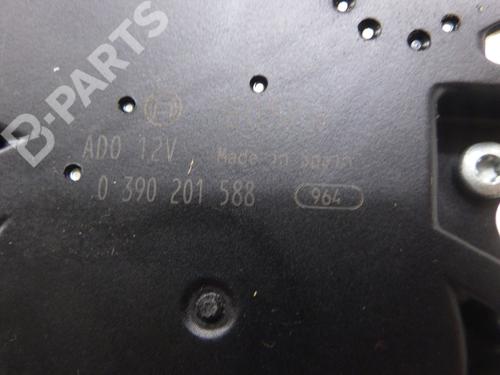 B-PARTS
ADO 12V
Made in Spain
0 390 201 588
964